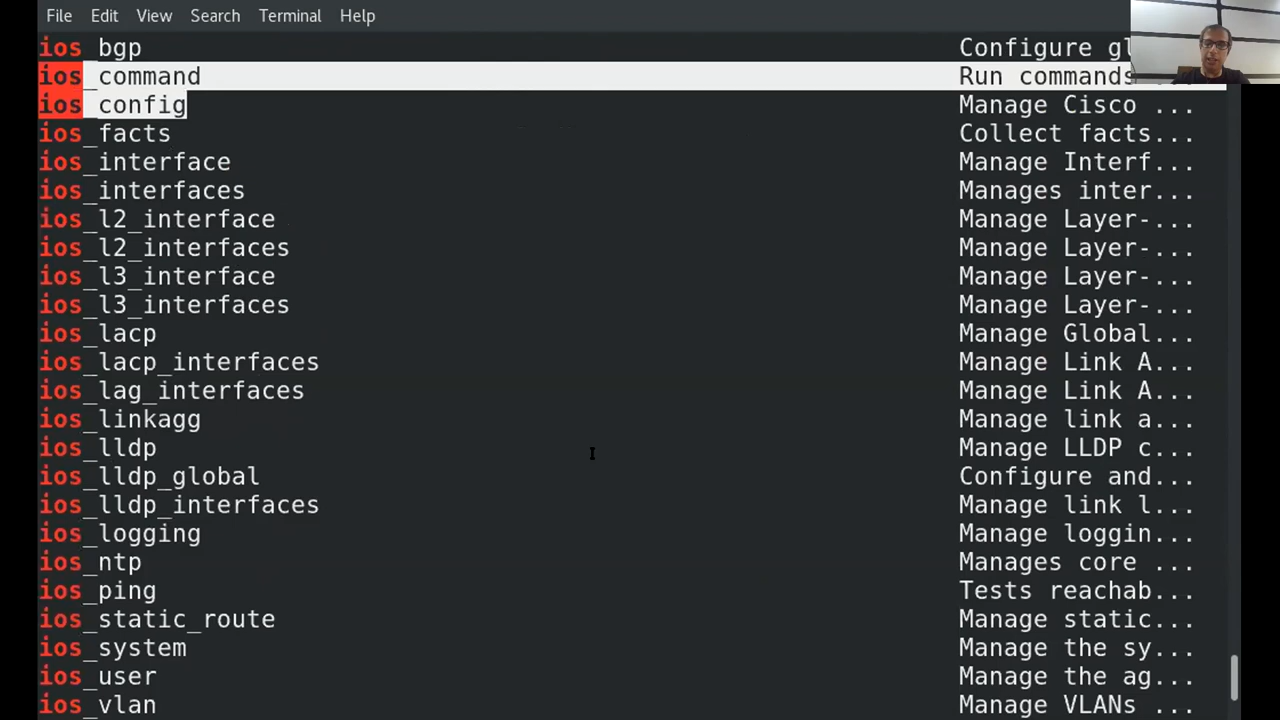 File Edit View Search Terminal Help
ios_bgp Configure gl
ios_command Run commands
ios_config Manage Cisco ...
ios_facts Collect facts...
ios_interface Manage Interf...
ios_interfaces Manages inter...
ios_l2_interface Manage Layer-...
ios_l2_interfaces Manage Layer-...
ios_l3_interface Manage Layer-...
ios_l3_interfaces Manage Layer-...
ios_lacp Manage Global...
ios_lacp_interfaces Manage Link A...
ios_lag_interfaces Manage Link A...
ios_linkagg Manage link a...
ios_lldp Manage LLDP c...
ios_lldp_global Configure and...
ios_lldp_interfaces Manage link l...
ios_logging Manage loggin...
ios_ntp Manages core ...
ios_ping Tests reachab...
ios_static_route Manage static...
ios_system Manage the sy...
ios_user Manage the ag...
ios_vlan Manage VLANs ...